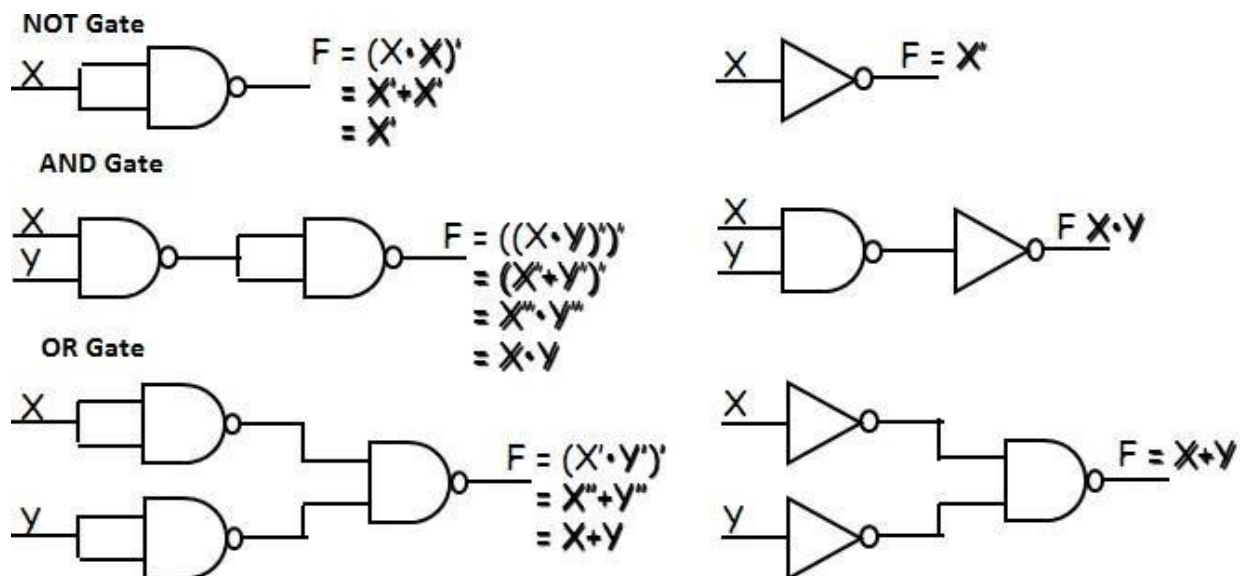 NOT Gate
X
F = (X·X)'
= X'+X'
= X'
X
F = X'
AND Gate
X
Y
F = ((X·Y)')'
= (X'+Y')'
= X''·Y''
= X·Y
X
Y
F X·Y
OR Gate
X
Y
F = (X'·Y')'
= X''+Y''
= X+Y
X
Y
F = X+Y